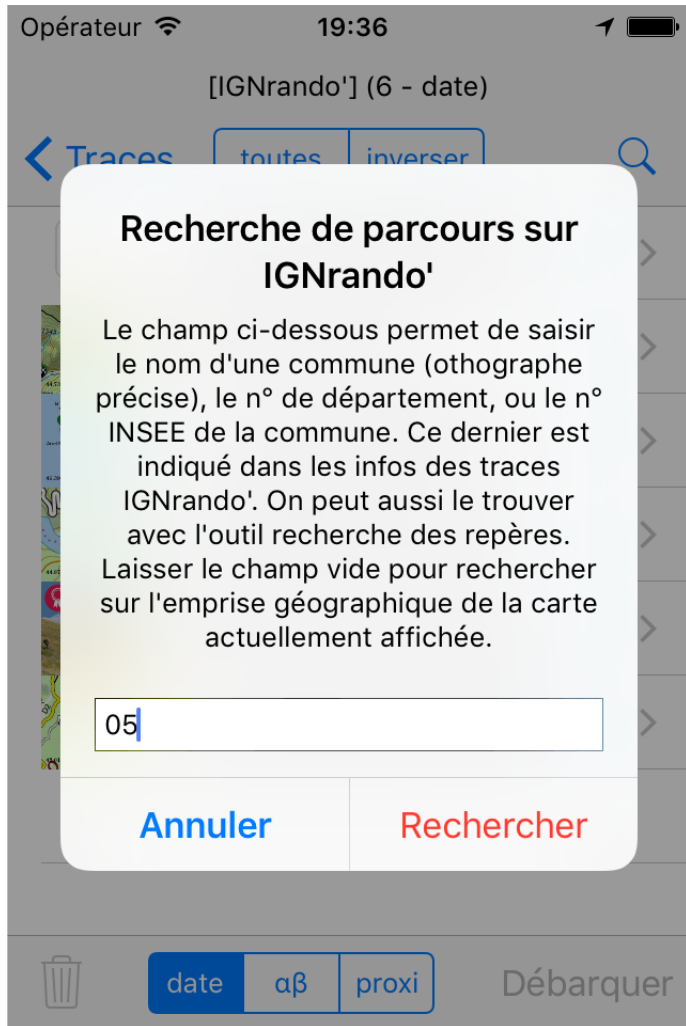 Opérateur 19:36
[IGNrando'] (6 - date)
Traces toutes inverser
Recherche de parcours sur
IGNrando'
Le champ ci-dessous permet de saisir
le nom d'une commune (othographe
précise), le n° de département, ou le n°
INSEE de la commune. Ce dernier est
indiqué dans les infos des traces
IGNrando'. On peut aussi le trouver
avec l'outil recherche des repères.
Laisser le champ vide pour rechercher
sur l'emprise géographique de la carte
actuellement affichée.
05
Annuler Rechercher
date αβ proxi Débarquer